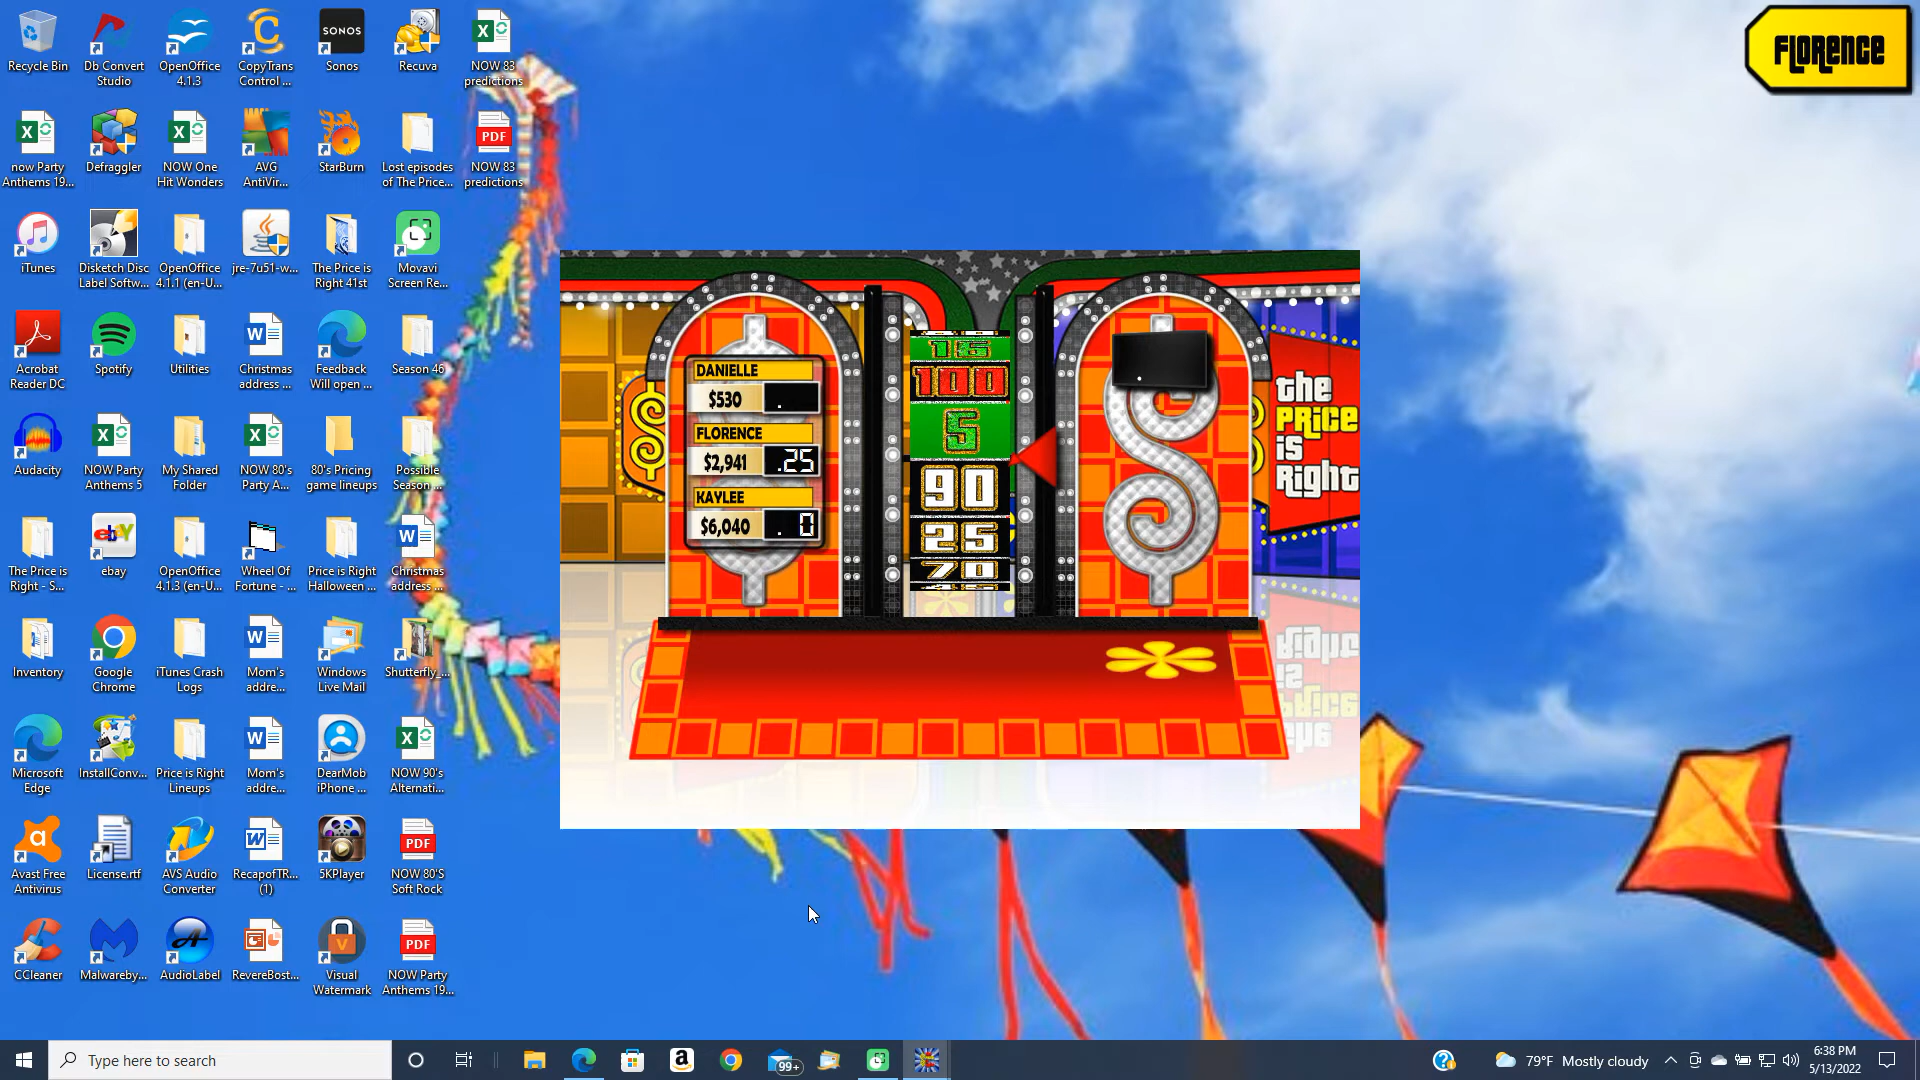 Recycle Bin
Db Convert
Studio
OpenOffice
4.1.3
CopyTrans
Control ...
SONOS
Sonos
Recuva
NOW 83
predictions
now Party
Anthems 19...
Defraggler
NOW One
Hit Wonders
AVG
AntiVir...
StarBurn
Lost episodes
of The Price...
PDF
NOW 83
predictions
iTunes
Disketch Disc
Label Softw...
OpenOffice
4.1.1 (en-U...
jre-7u51-w...
The Price is
Right 41st
Movavi
Screen Re...
Acrobat
Reader DC
Spotify
Utilities
Christmas
address ...
Feedback
Will open ...
Season 46
Audacity
NOW Party
Anthems 5
My Shared
Folder
NOW 80's
Party A...
80's Pricing
game lineups
Possible
Season ...
The Price is
Right - S...
ebay
ebay
OpenOffice
4.1.3 (en-U...
Wheel Of
Fortune - ...
Price is Right
Halloween ...
Christmas
address ...
Inventory
Google
Chrome
iTunes Crash
Logs
Mom's
addre...
Windows
Live Mail
Shutterfly_...
Microsoft
Edge
InstallConv...
Price is Right
Lineups
Mom's
addre...
DearMob
iPhone ...
NOW 90's
Alternati...
Avast Free
Antivirus
License.rtf
AVS Audio
Converter
RecapofTR...
(1)
5KPlayer
PDF
NOW 80'S
Soft Rock
CCleaner
Malwareby...
AudioLabel
RevereBost...
Visual
Watermark
PDF
NOW Party
Anthems 19...
FLORENCE
DANIELLE
$530 .
FLORENCE
$2,941 .25
KAYLEE
$6,040 . 0
15
100
5
90
25
70
45
.
the
PRICE
is
Right
Type here to search
99+
79°F Mostly cloudy
6:38 PM
5/13/2022